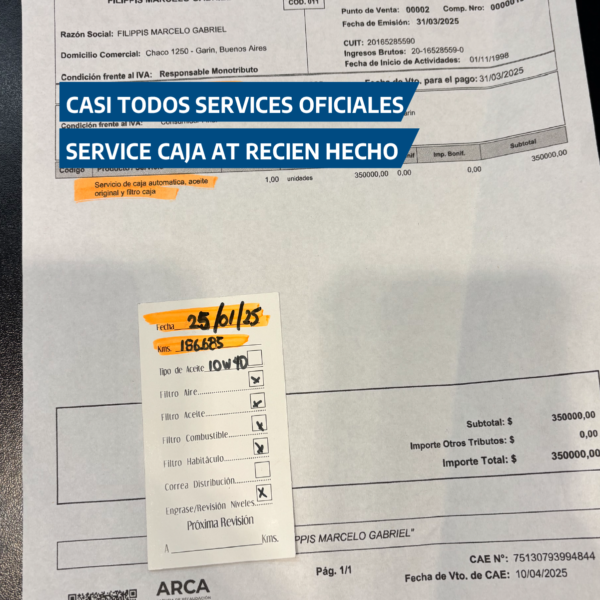 FILIPPIS MARCELO GABRIEL
COD. 011
Punto de Venta: 00002 Comp. Nro:
Fecha de Emisión: 31/03/2025
Razón Social: FILIPPIS MARCELO GABRIEL
CUIT: 20165285590
Domicilio Comercial: Chaco 1250 - Garin, Buenos Aires
Ingresos Brutos: 20-16528559-0
Fecha de Inicio de Actividades: 01/11/1998
Condición frente al IVA: Responsable Monotributo
Fecha de Vto. para el pago: 31/03/2025
CASI TODOS SERVICES OFICIALES
Condición frente al IVA:
SERVICE CAJA AT RECIEN HECHO
Código Imp. Bonif. Subtotal
Servicio de caja automatica, aceite original y filtro caja
1,00 unidades 350000,00 0,00 0,00 350000,00
Fecha 25/01/25
Kms. 186685
Tipo de Aceite 10W40
Filtro Aire
Filtro Aceite
Filtro Combustible
Filtro Habitáculo
Correa Distribución
Engrase/Revisión Niveles
Próxima Revisión
A Kms.
Subtotal: $ 350000,00
Importe Otros Tributos: $ 0,00
Importe Total: $ 350000,00
PPIS MARCELO GABRIEL"
ARCA
Pág. 1/1
CAE N°: 75130793994844
Fecha de Vto. de CAE: 10/04/2025